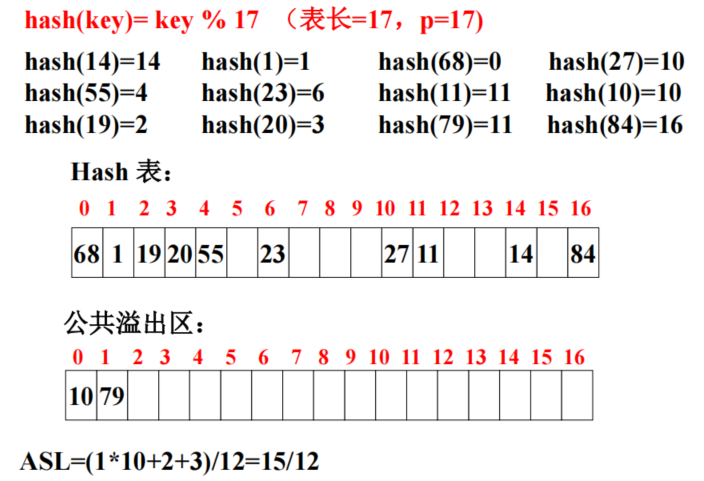 hash(key)= key % 17 （表长=17，p=17)
hash(14)=14 hash(1)=1 hash(68)=0 hash(27)=10
hash(55)=4 hash(23)=6 hash(11)=11 hash(10)=10
hash(19)=2 hash(20)=3 hash(79)=11 hash(84)=16
Hash 表：
0 1 2 3 4 5 6 7 8 9 10 11 12 13 14 15 16
68 1 19 20 55 23 27 11 14 84
公共溢出区：
0 1 2 3 4 5 6 7 8 9 10 11 12 13 14 15 16
10 79
ASL=(1*10+2+3)/12=15/12